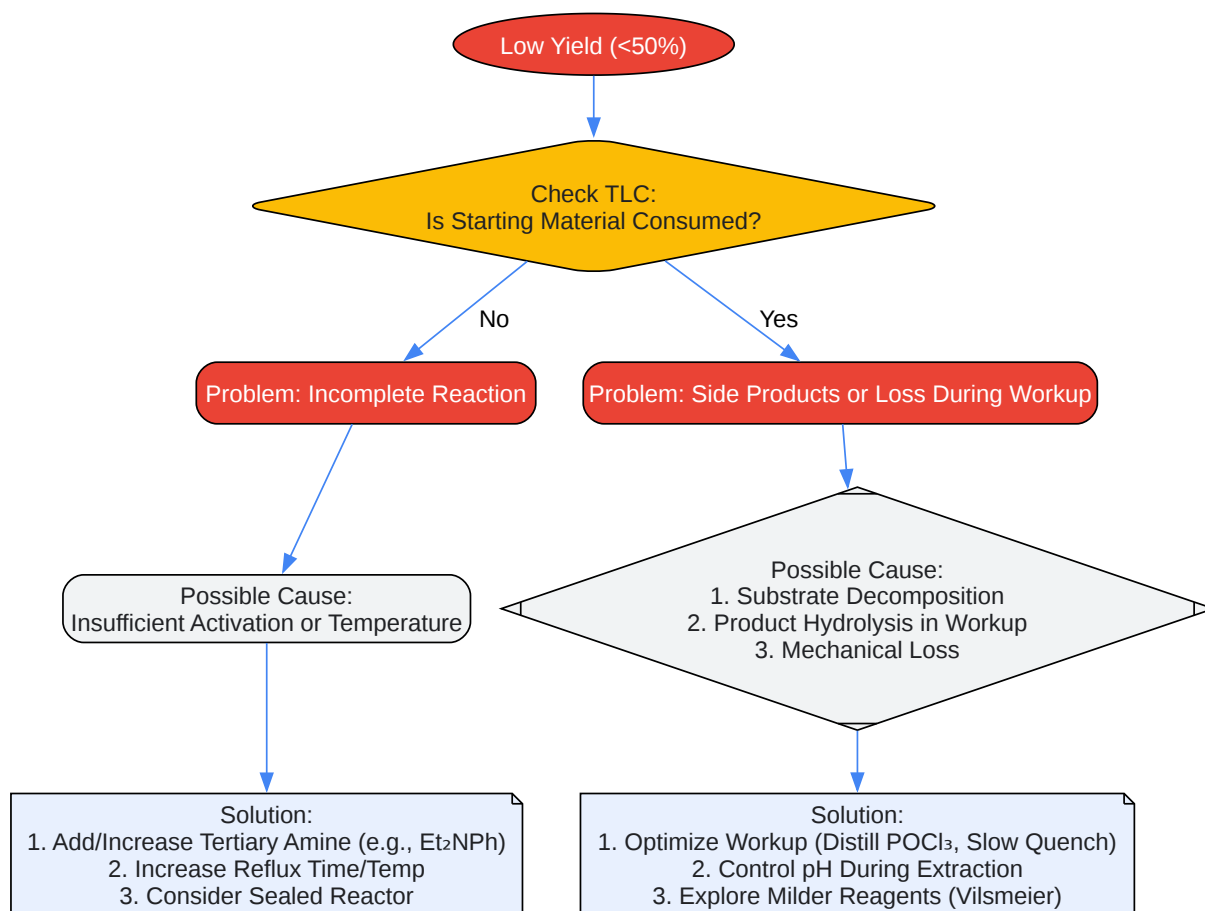 Low Yield (<50%)
Check TLC:
Is Starting Material Consumed?
No
Yes
Problem: Incomplete Reaction
Problem: Side Products or Loss During Workup
Possible Cause:
Insufficient Activation or Temperature
Possible Cause:
1. Substrate Decomposition
2. Product Hydrolysis in Workup
3. Mechanical Loss
Solution:
1. Add/Increase Tertiary Amine (e.g., Et₂NPh)
2. Increase Reflux Time/Temp
3. Consider Sealed Reactor
Solution:
1. Optimize Workup (Distill POCl₃, Slow Quench)
2. Control pH During Extraction
3. Explore Milder Reagents (Vilsmeier)